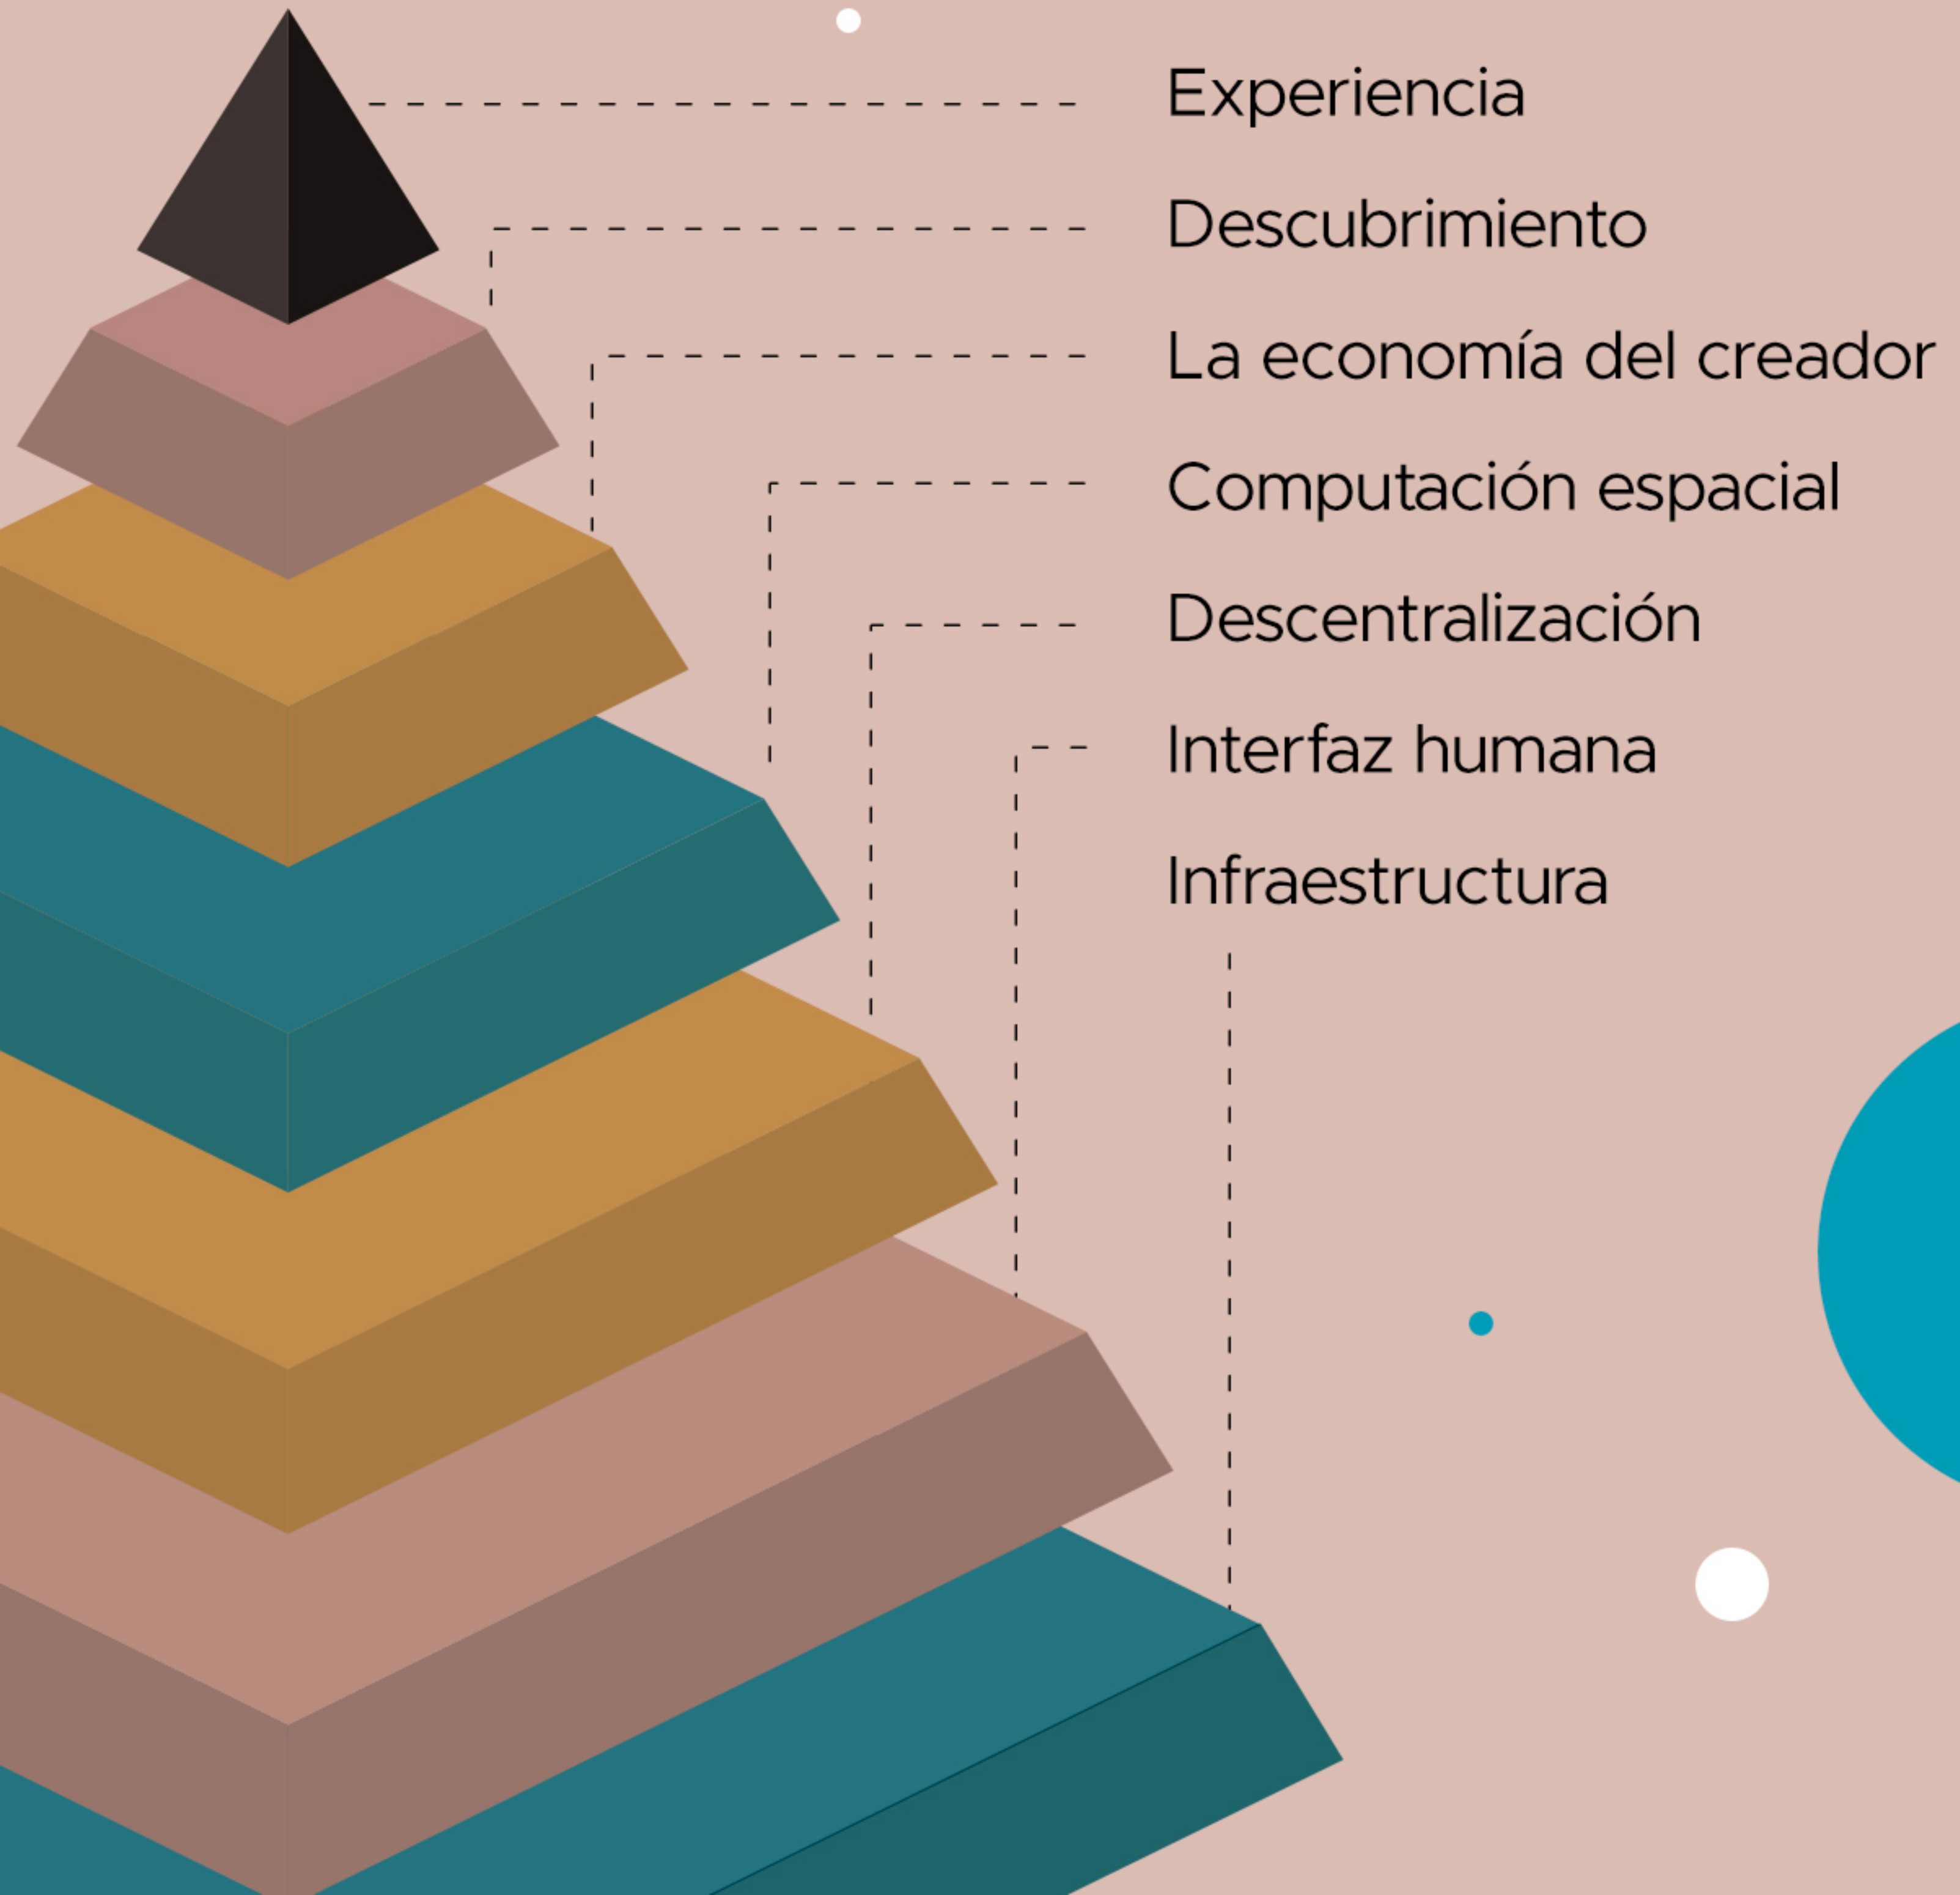 Experiencia
Descubrimiento
La economía del creador
Computación espacial
Descentralización
Interfaz humana
Infraestructura